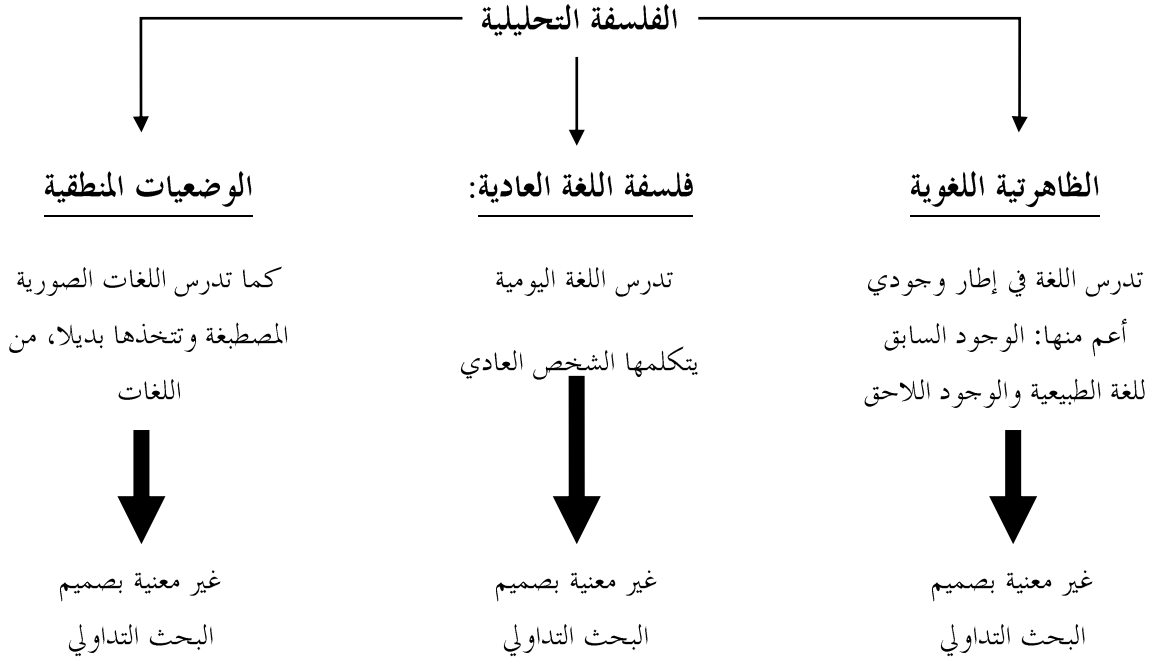 الفلسفة التحليلية
الظاهرتية اللغوية
تدرس اللغة في إطار وجودي
أعم منها: الوجود السابق
للغة الطبيعية والوجود اللاحق
غير معنية بصميم
البحث التداولي
فلسفة اللغة العادية:
تدرس اللغة اليومية
يتكلمها الشخص العادي
غير معنية بصميم
البحث التداولي
الوضعيات المنطقية
كما تدرس اللغات الصورية
المصطبغة وتتخذها بديلا، من
اللغات
غير معنية بصميم
البحث التداولي